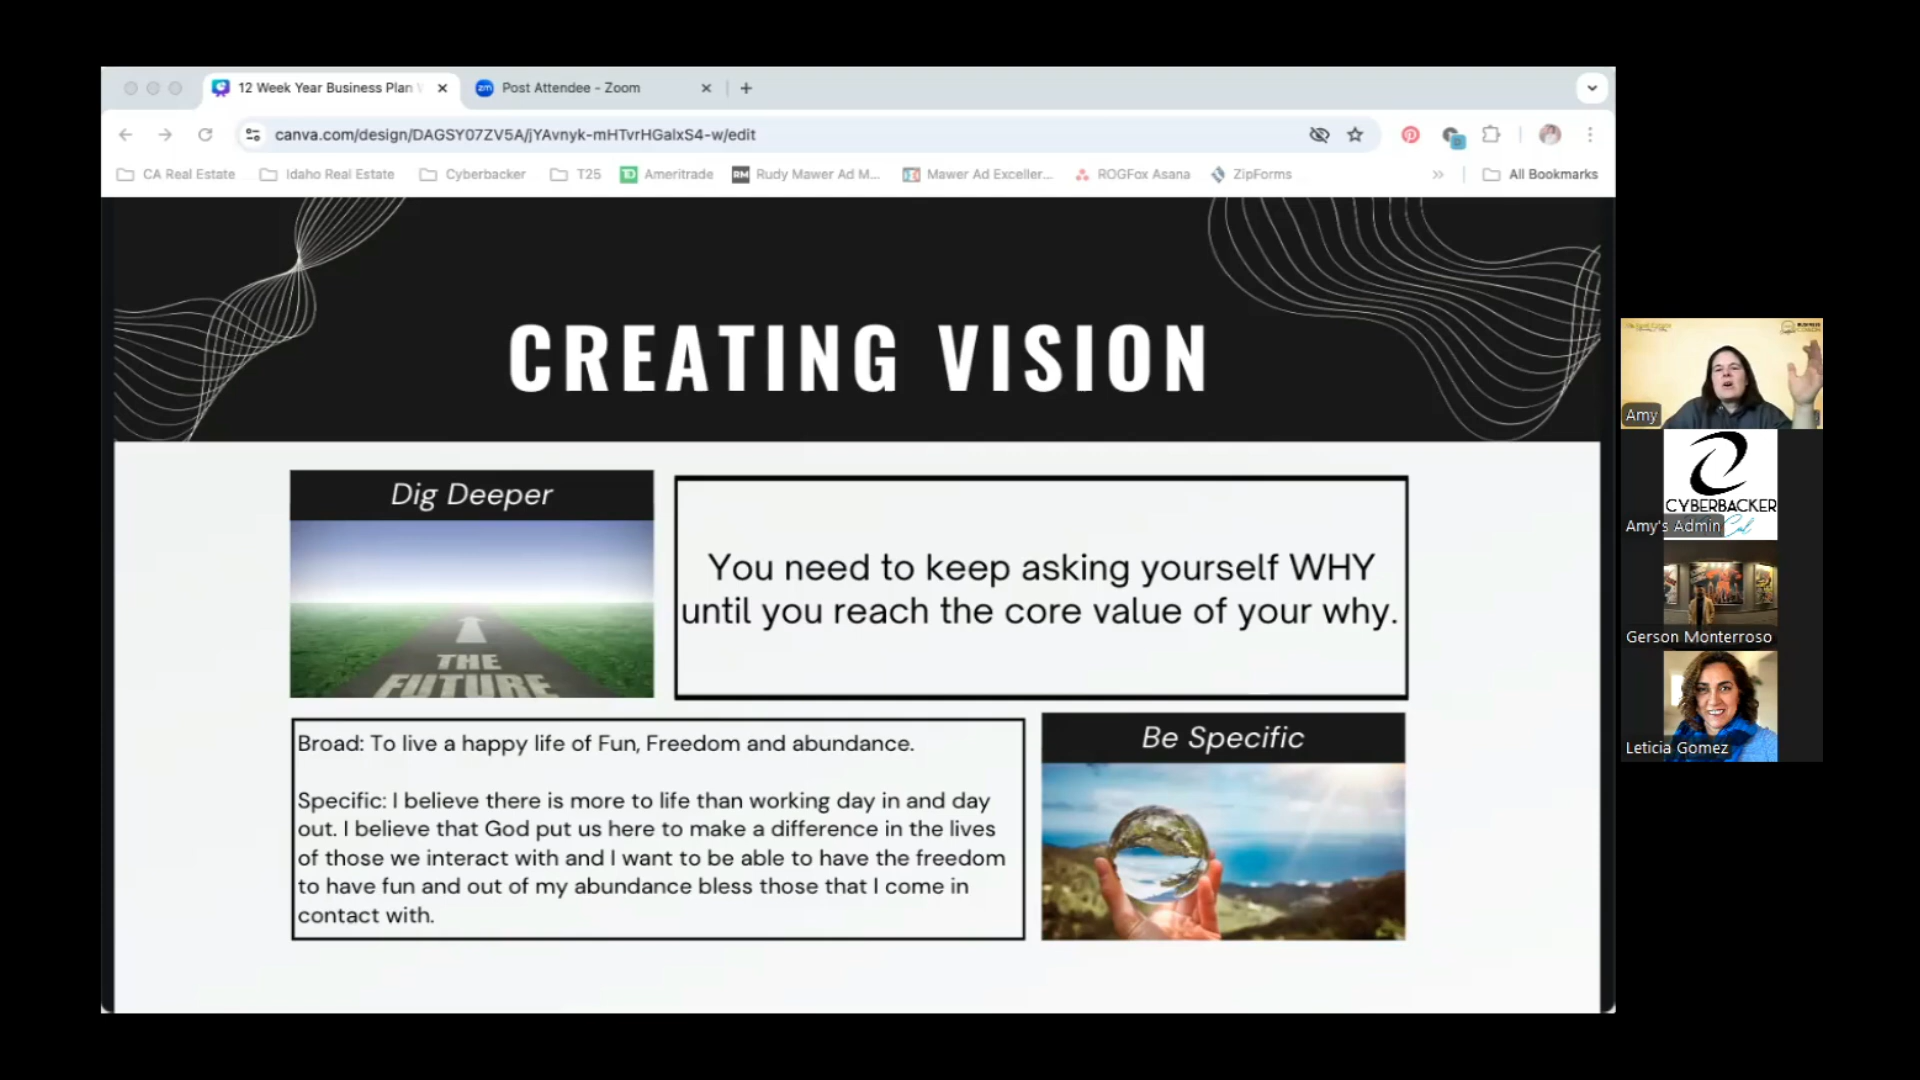 12 Week Year Business Plan
Post Attendee - Zoom
canva.com/design/DAGSY07ZV5A/jYAvnyk-mHTvrHGalxS4-w/edit
CA Real Estate
Idaho Real Estate
Cyberbacker
T25
TD Ameritrade
RM Rudy Mawer Ad M...
Mawer Ad Exceller...
ROGFox Asana
ZipForms
All Bookmarks
CREATING VISION
Dig Deeper
THE
FUTURE
You need to keep asking yourself WHY
until you reach the core value of your why.
Broad: To live a happy life of Fun, Freedom and abundance.
Specific: I believe there is more to life than working day in and day
out. I believe that God put us here to make a difference in the lives
of those we interact with and I want to be able to have the freedom
to have fun and out of my abundance bless those that I come in
contact with.
Be Specific
Amy
CYBERBACKER
Amy's Admin
Gerson Monterroso
Leticia Gomez